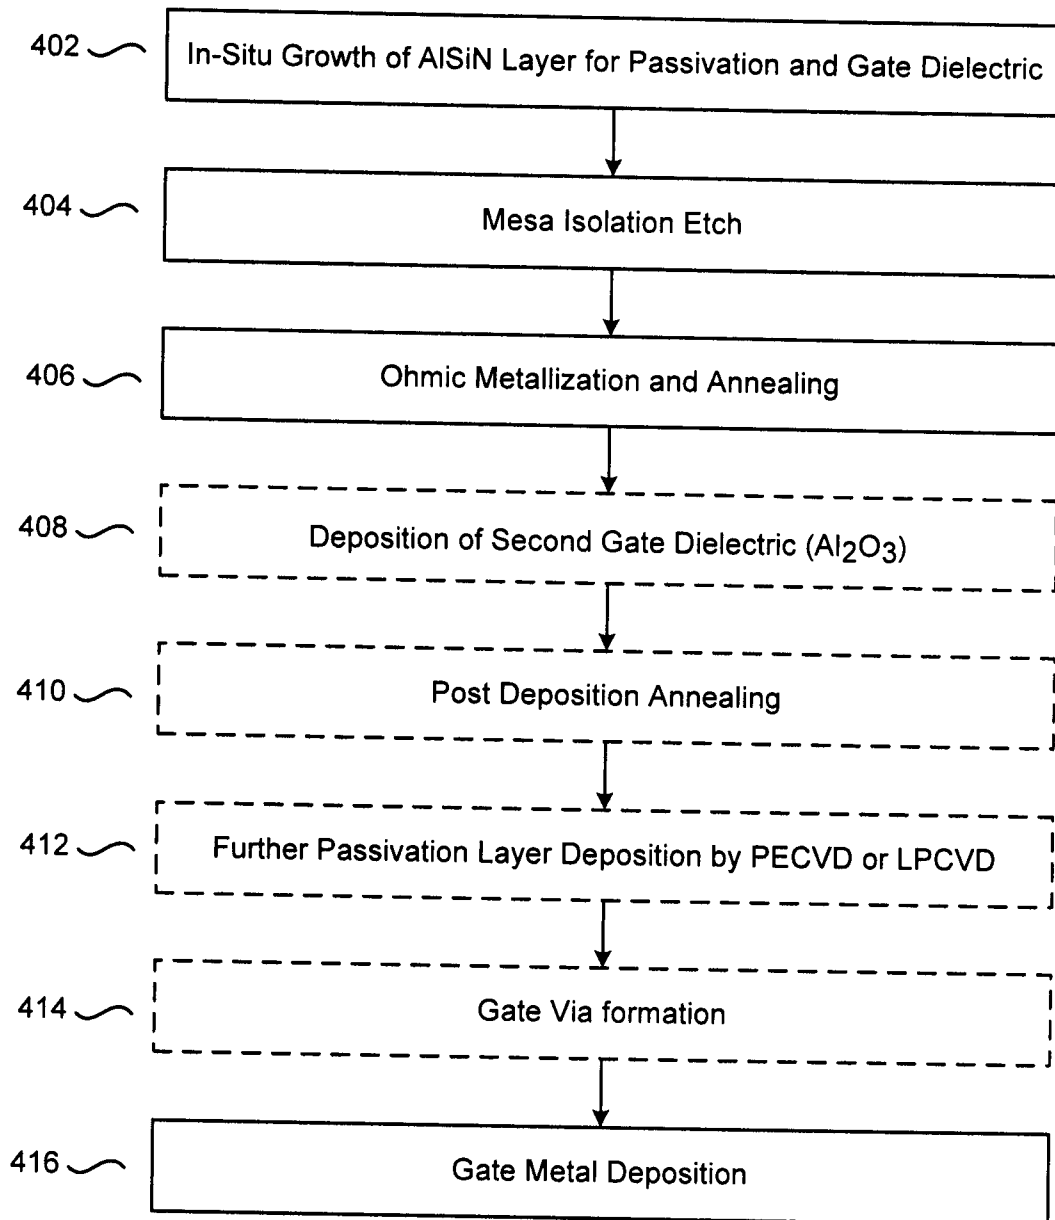 402 In-Situ Growth of AlSiN Layer for Passivation and Gate Dielectric
404 Mesa Isolation Etch
406 Ohmic Metallization and Annealing
408 Deposition of Second Gate Dielectric (Al₂O₃)
410 Post Deposition Annealing
412 Further Passivation Layer Deposition by PECVD or LPCVD
414 Gate Via formation
416 Gate Metal Deposition